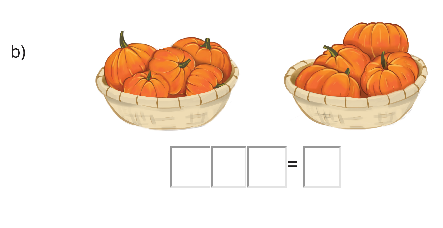 b)
=